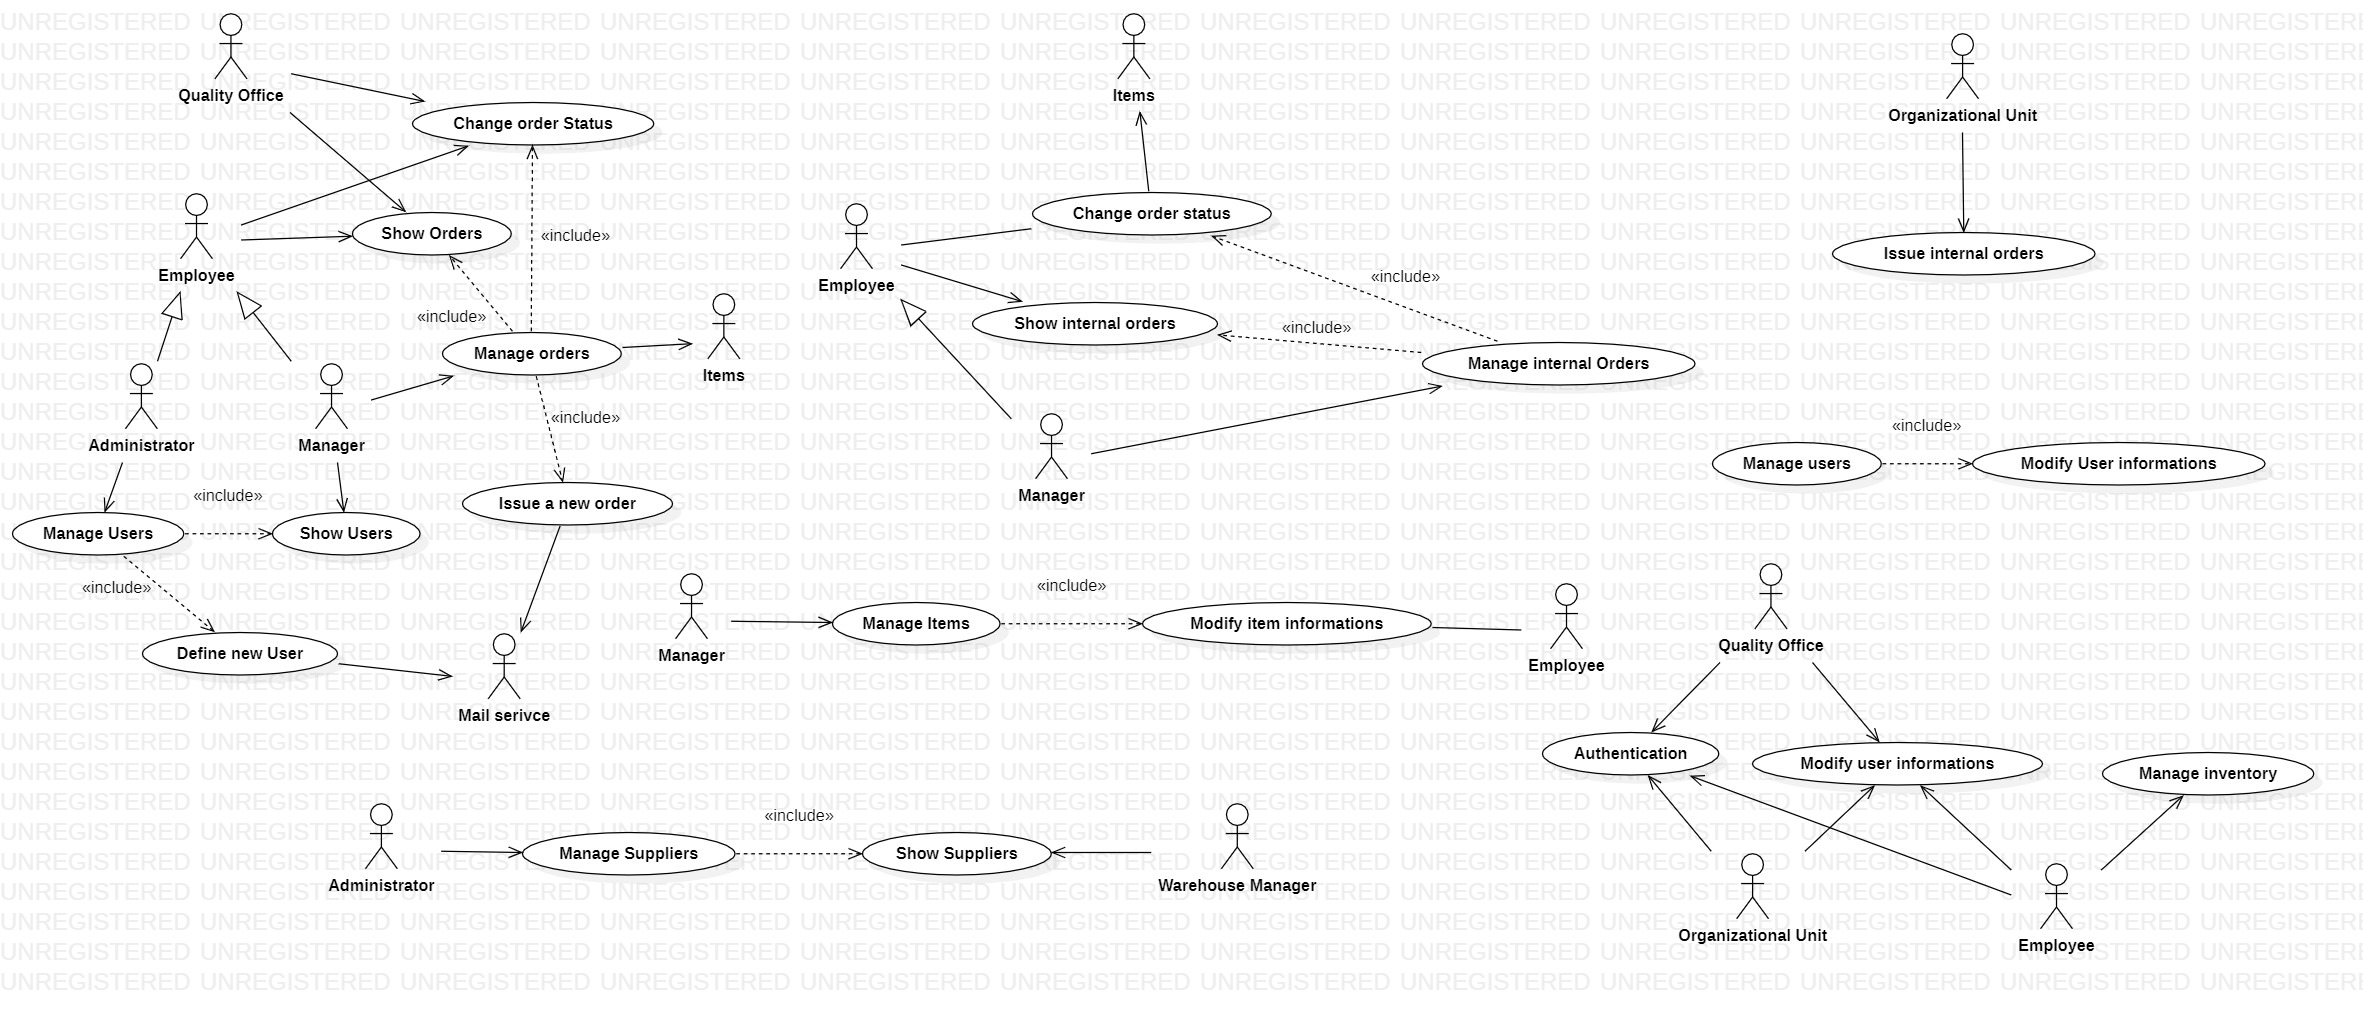 Quality Office
Change order Status
Employee
Show Orders
«include»
«include»
Manage orders
Items
Administrator
Manager
«include»
Issue a new order
«include»
Manage Users
Show Users
«include»
Define new User
Mail serivce
Items
Change order status
Employee
«include»
Show internal orders
«include»
Manage internal Orders
Manager
Organizational Unit
Issue internal orders
«include»
Manage users
Modify User informations
Manager
Manage Items
«include»
Modify item informations
Employee
Quality Office
Authentication
Modify user informations
Manage inventory
Organizational Unit
Employee
Administrator
Manage Suppliers
«include»
Show Suppliers
Warehouse Manager
UNREGISTERED